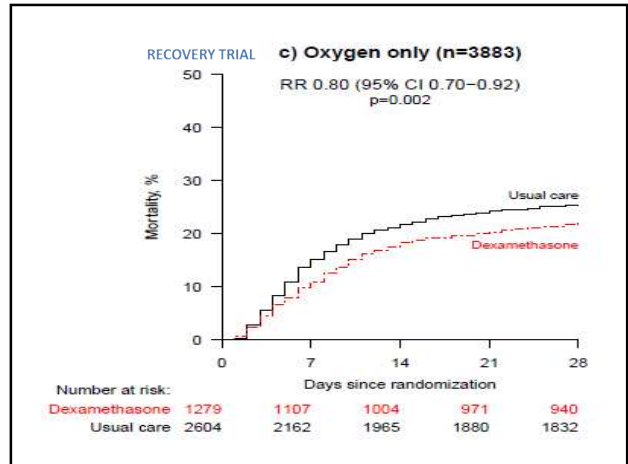 RECOVERY TRIAL c) Oxygen only (n=3883)
RR 0.80 (95% CI 0.70−0.92)
p=0.002
50
40
30
20
10
0
Mortality, %
Usual care
Dexamethasone
0 7 14 21 28
Days since randomization
Number at risk:
Dexamethasone 1279 1107 1004 971 940
Usual care 2604 2162 1965 1880 1832